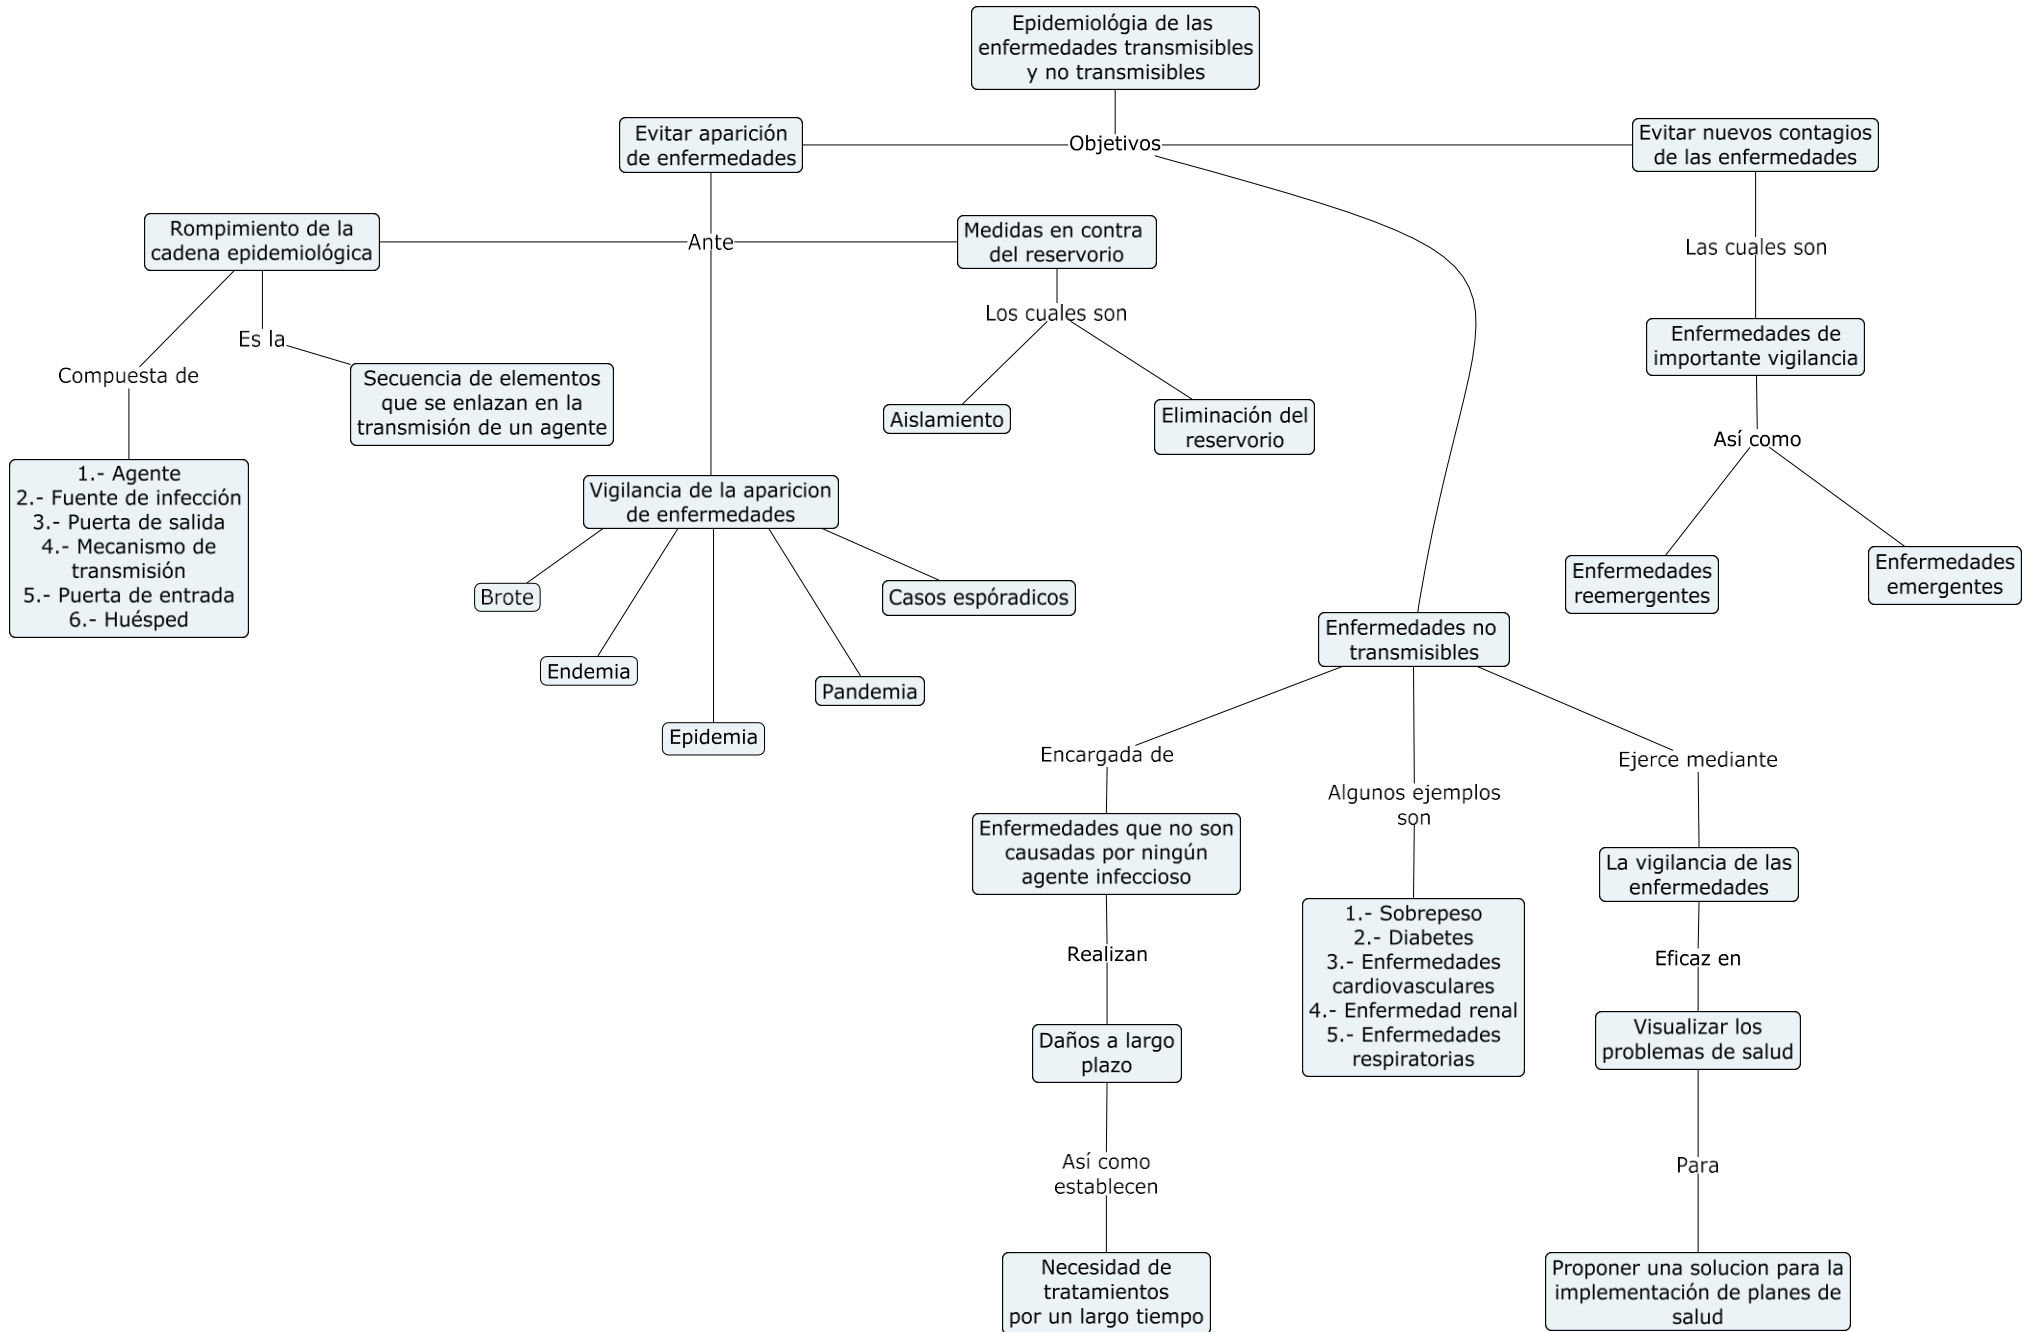 Epidemiológia de las
enfermedades transmisibles
y no transmisibles
Objetivos
Evitar aparición
de enfermedades
Evitar nuevos contagios
de las enfermedades
Ante
Rompimiento de la
cadena epidemiológica
Medidas en contra
del reservorio
Las cuales son
Compuesta de
Es la
Secuencia de elementos
que se enlazan en la
transmisión de un agente
1.- Agente
2.- Fuente de infección
3.- Puerta de salida
4.- Mecanismo de
transmisión
5.- Puerta de entrada
6.- Huésped
Los cuales son
Aislamiento
Eliminación del
reservorio
Enfermedades de
importante vigilancia
Así como
Enfermedades
reemergentes
Enfermedades
emergentes
Vigilancia de la aparicion
de enfermedades
Brote
Endemia
Epidemia
Pandemia
Casos espóradicos
Enfermedades no
transmisibles
Encargada de
Enfermedades que no son
causadas por ningún
agente infeccioso
Realizan
Daños a largo
plazo
Así como
establecen
Necesidad de
tratamientos
por un largo tiempo
Algunos ejemplos
son
1.- Sobrepeso
2.- Diabetes
3.- Enfermedades
cardiovasculares
4.- Enfermedad renal
5.- Enfermedades
respiratorias
Ejerce mediante
La vigilancia de las
enfermedades
Eficaz en
Visualizar los
problemas de salud
Para
Proponer una solucion para la
implementación de planes de
salud